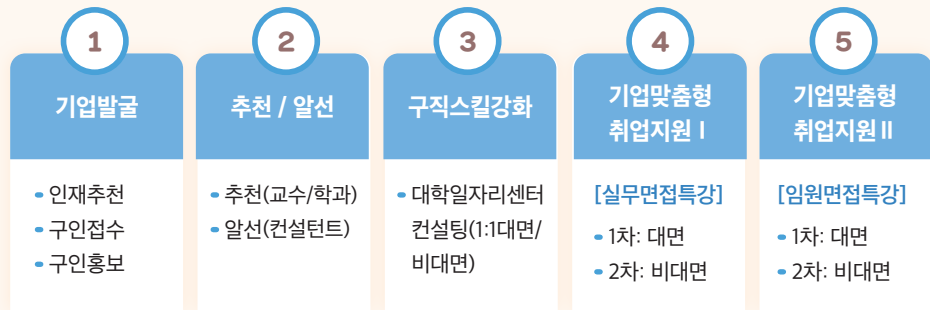 1
기업발굴
• 인재추천
• 구인접수
• 구인홍보
2
추천 / 알선
• 추천(교수/학과)
• 알선(컨설턴트)
3
구직스킬강화
• 대학일자리센터
컨설팅(1:1대면/
비대면)
4
기업맞춤형
취업지원 I
[실무면접특강]
• 1차: 대면
• 2차: 비대면
5
기업맞춤형
취업지원Ⅱ
[임원면접특강]
• 1차: 대면
• 2차: 비대면